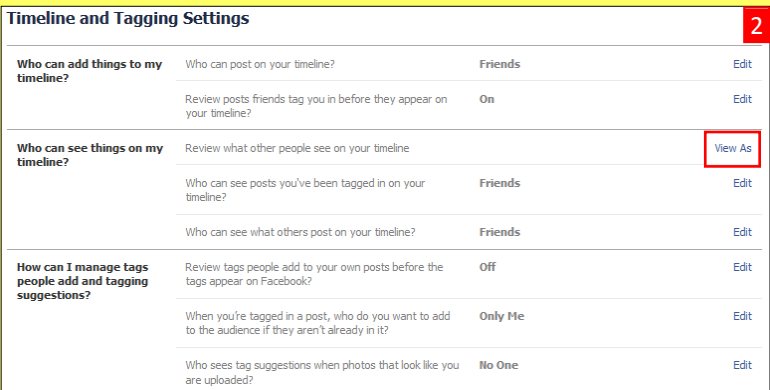 Timeline and Tagging Settings
2
Who can add things to my
timeline?
Who can post on your timeline?
Friends
Edit
Review posts friends tag you in before they appear on
your timeline?
On
Edit
Who can see things on my
timeline?
Review what other people see on your timeline
View As
Who can see posts you've been tagged in on your
timeline?
Friends
Edit
Who can see what others post on your timeline?
Friends
Edit
How can I manage tags
people add and tagging
suggestions?
Review tags people add to your own posts before the
tags appear on Facebook?
Off
Edit
When you're tagged in a post, who do you want to add
to the audience if they aren't already in it?
Only Me
Edit
Who sees tag suggestions when photos that look like you
are uploaded?
No One
Edit